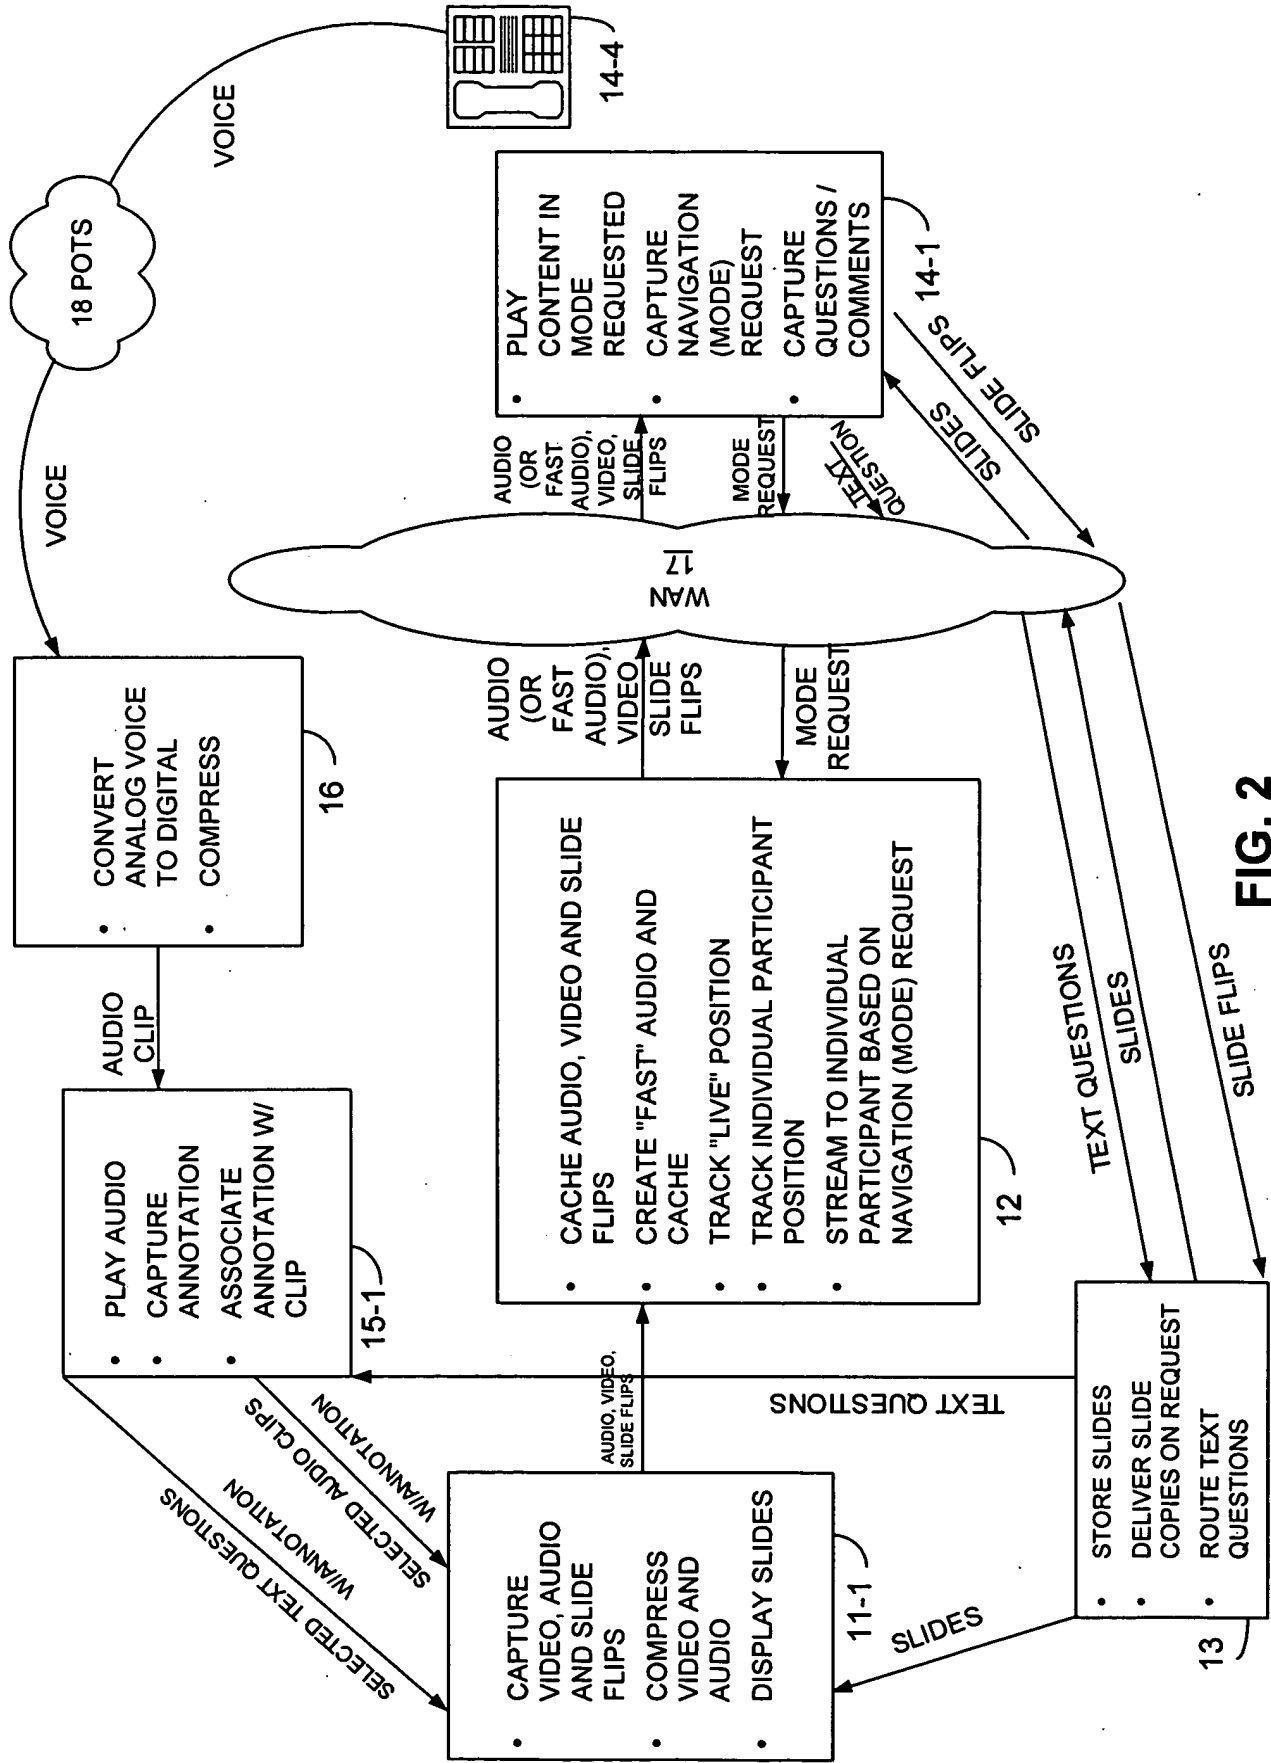 VOICE
18 POTS
VOICE
14-4
• CONVERT
ANALOG VOICE
TO DIGITAL
• COMPRESS
16
AUDIO
CLIP
• PLAY AUDIO
• CAPTURE
ANNOTATION
• ASSOCIATE
ANNOTATION W/
CLIP
15-1
SELECTED TEXT QUESTIONS
W/ANNOTATION
SELECTED AUDIO CLIPS
W/ANNOTATION
• CAPTURE
VIDEO, AUDIO
AND SLIDE
FLIPS
• COMPRESS
VIDEO AND
AUDIO
• DISPLAY SLIDES
11-1
AUDIO, VIDEO,
SLIDE FLIPS
• CACHE AUDIO, VIDEO AND SLIDE
FLIPS
• CREATE "FAST" AUDIO AND
CACHE
• TRACK "LIVE" POSITION
• TRACK INDIVIDUAL PARTICIPANT
POSITION
• STREAM TO INDIVIDUAL
PARTICIPANT BASED ON
NAVIGATION (MODE) REQUEST
12
AUDIO
(OR
FAST
AUDIO),
VIDEO,
SLIDE
FLIPS
MODE
REQUEST
WAN
17
AUDIO
(OR
FAST
AUDIO),
VIDEO,
SLIDE
FLIPS
MODE
REQUEST
TEXT
QUESTION
• PLAY
CONTENT IN
MODE
REQUESTED
• CAPTURE
NAVIGATION
(MODE)
REQUEST
• CAPTURE
QUESTIONS /
COMMENTS
14-1
SLIDES
SLIDE FLIPS
TEXT QUESTIONS
SLIDES
SLIDE FLIPS
TEXT QUESTIONS
SLIDES
• STORE SLIDES
• DELIVER SLIDE
COPIES ON REQUEST
• ROUTE TEXT
QUESTIONS
13
FIG. 2